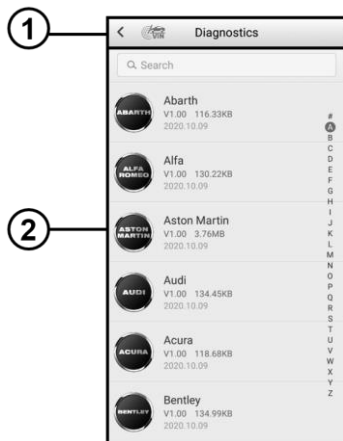 1
Diagnostics
Search
ABARTH
Abarth
V1.00 116.33KB
2020.10.09
ALFA
ROMEO
Alfa
V1.00 130.22KB
2020.10.09
2
ASTON
MARTIN
Aston Martin
V1.00 3.76MB
2020.10.09
AUDI
Audi
V1.00 134.45KB
2020.10.09
ACURA
Acura
V1.00 118.68KB
2020.10.09
BENTLEY
Bentley
V1.00 134.99KB
2020.10.09
#
A
B
C
D
E
F
G
H
I
J
K
L
M
N
O
P
Q
R
S
T
U
V
W
X
Y
Z